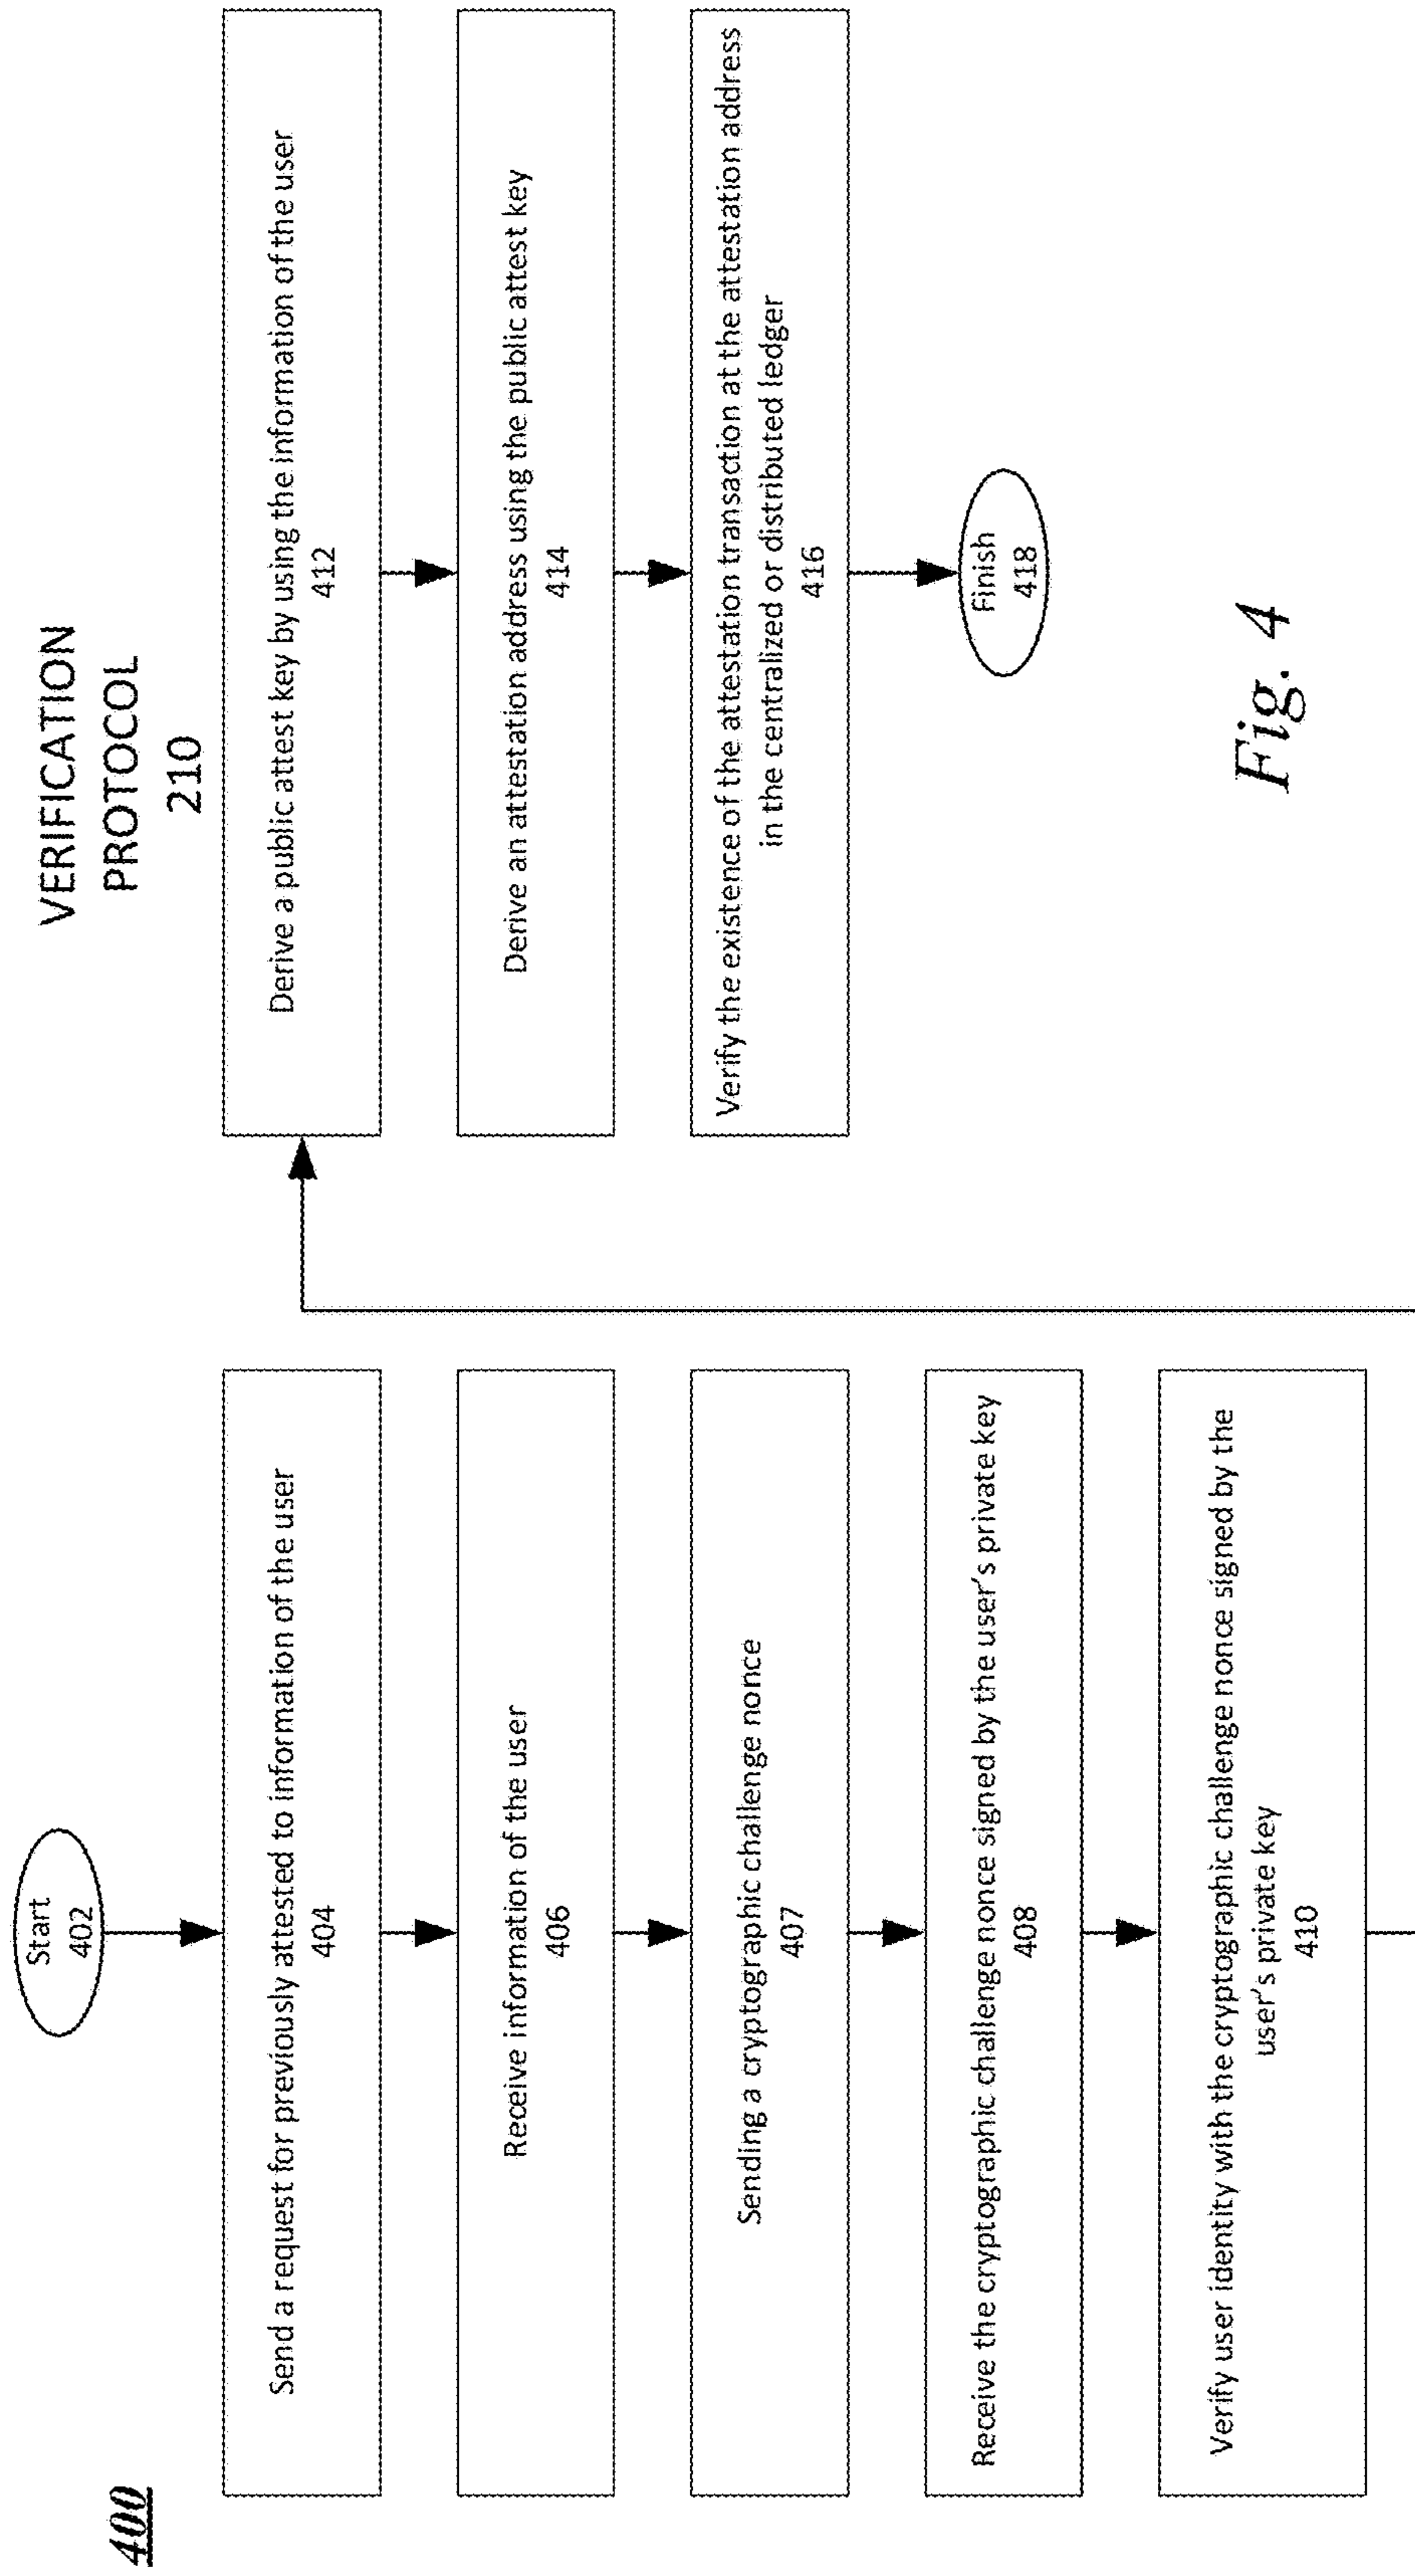 400
VERIFICATION
PROTOCOL
210
Start
402
Send a request for previously attested to information of the user
404
Receive information of the user
406
Sending a cryptographic challenge nonce
407
Receive the cryptographic challenge nonce signed by the user's private key
408
Verify user identity with the cryptographic challenge nonce signed by the
user's private key
410
Derive a public attest key by using the information of the user
412
Derive an attestation address using the public attest key
414
Verify the existence of the attestation transaction at the attestation address
in the centralized or distributed ledger
416
Finish
418
Fig. 4